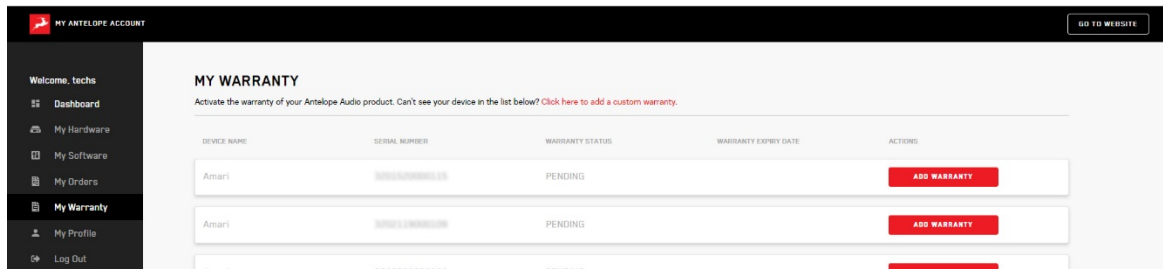 MY ANTELOPE ACCOUNT
GO TO WEBSITE
Welcome, techs
Dashboard
My Hardware
My Software
My Orders
My Warranty
My Profile
Log Out
MY WARRANTY
Activate the warranty of your Antelope Audio product. Can't see your device in the list below? Click here to add a custom warranty.
DEVICE NAME SERIAL NUMBER WARRANTY STATUS WARRANTY EXPIRY DATE ACTIONS
Amari PENDING ADD WARRANTY
Amari PENDING ADD WARRANTY